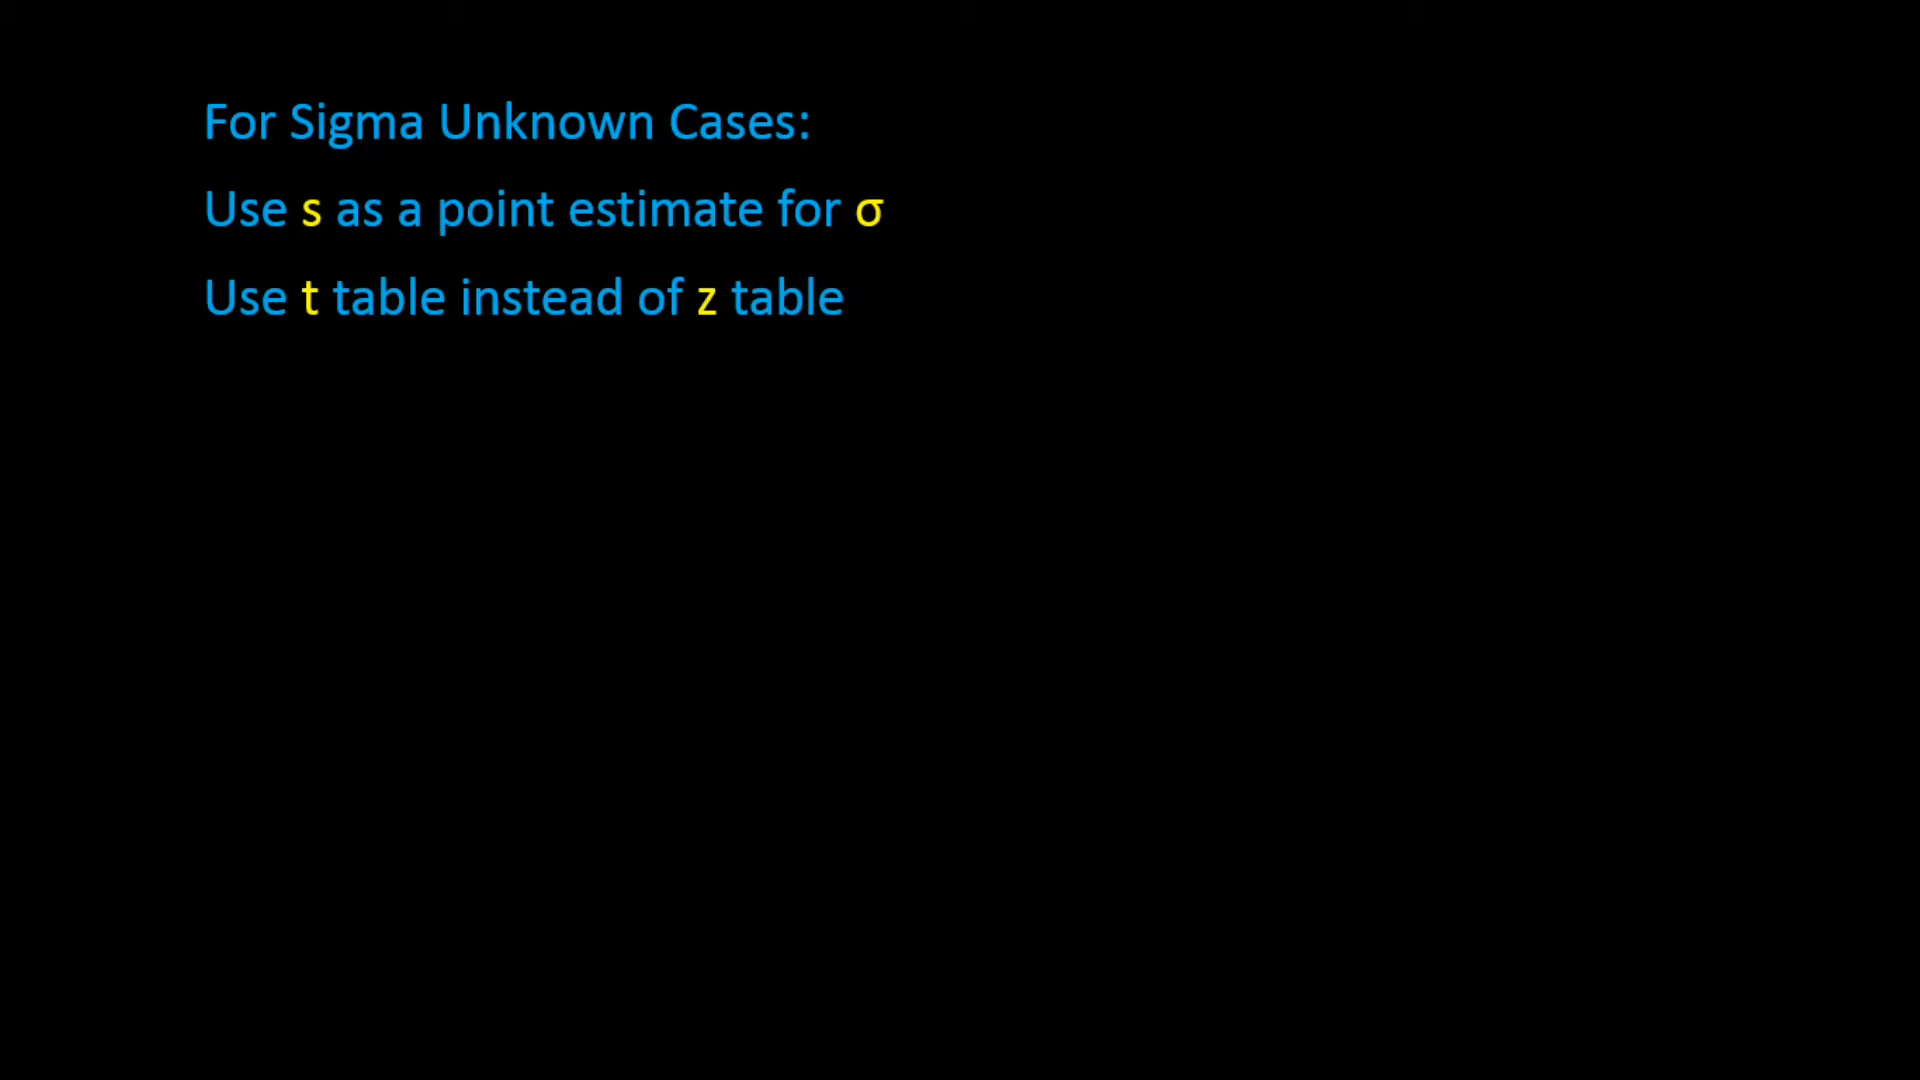 For Sigma Unknown Cases:
Use s as a point estimate for σ
Use t table instead of z table